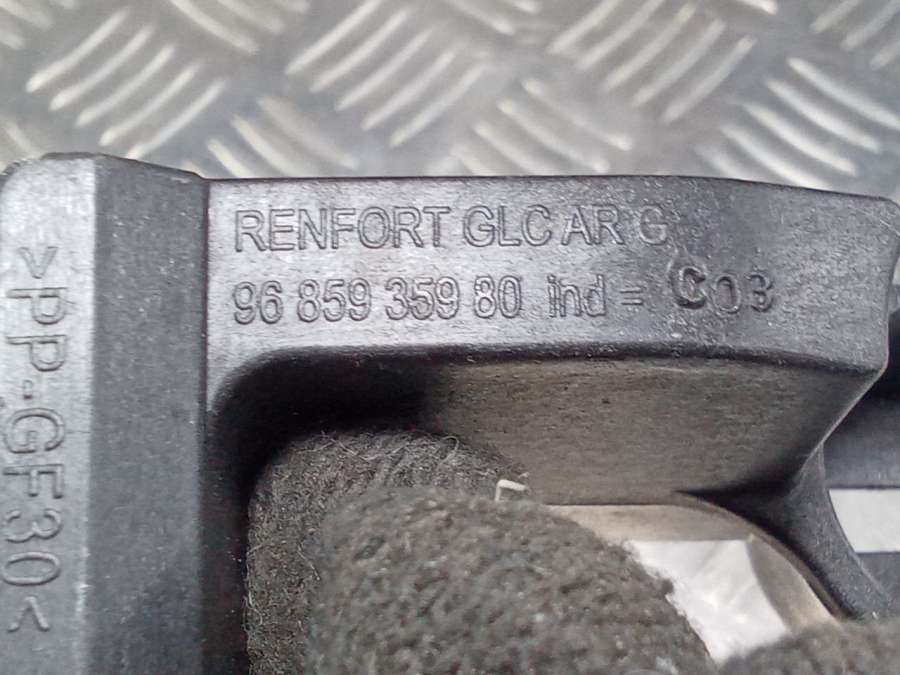 RENFORT GLC AR G
96 859 359 80 ind = C03
>PP-GF30<